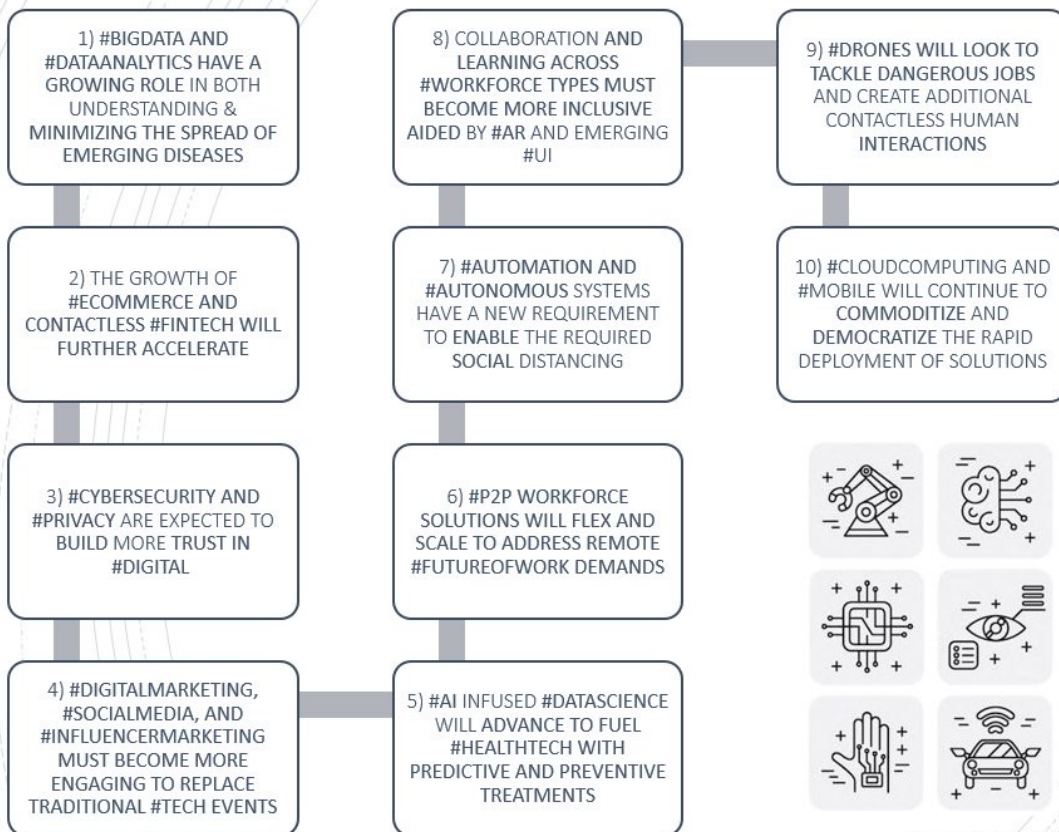 1) #BIGDATA AND
#DATAANALYTICS HAVE A
GROWING ROLE IN BOTH
UNDERSTANDING &
MINIMIZING THE SPREAD OF
EMERGING DISEASES
2) THE GROWTH OF
#ECOMMERCE AND
CONTACTLESS #FINTECH WILL
FURTHER ACCELERATE
3) #CYBERSECURITY AND
#PRIVACY ARE EXPECTED TO
BUILD MORE TRUST IN
#DIGITAL
4) #DIGITALMARKETING,
#SOCIALMEDIA, AND
#INFLUENCERMARKETING
MUST BECOME MORE
ENGAGING TO REPLACE
TRADITIONAL #TECH EVENTS
5) #AI INFUSED #DATASCIENCE
WILL ADVANCE TO FUEL
#HEALTHTECH WITH
PREDICTIVE AND PREVENTIVE
TREATMENTS
6) #P2P WORKFORCE
SOLUTIONS WILL FLEX AND
SCALE TO ADDRESS REMOTE
#FUTUREOFWORK DEMANDS
7) #AUTOMATION AND
#AUTONOMOUS SYSTEMS
HAVE A NEW REQUIREMENT
TO ENABLE THE REQUIRED
SOCIAL DISTANCING
8) COLLABORATION AND
LEARNING ACROSS
#WORKFORCE TYPES MUST
BECOME MORE INCLUSIVE
AIDED BY #AR AND EMERGING
#UI
9) #DRONES WILL LOOK TO
TACKLE DANGEROUS JOBS
AND CREATE ADDITIONAL
CONTACTLESS HUMAN
INTERACTIONS
10) #CLOUDCOMPUTING AND
#MOBILE WILL CONTINUE TO
COMMODITIZE AND
DEMOCRATIZE THE RAPID
DEPLOYMENT OF SOLUTIONS